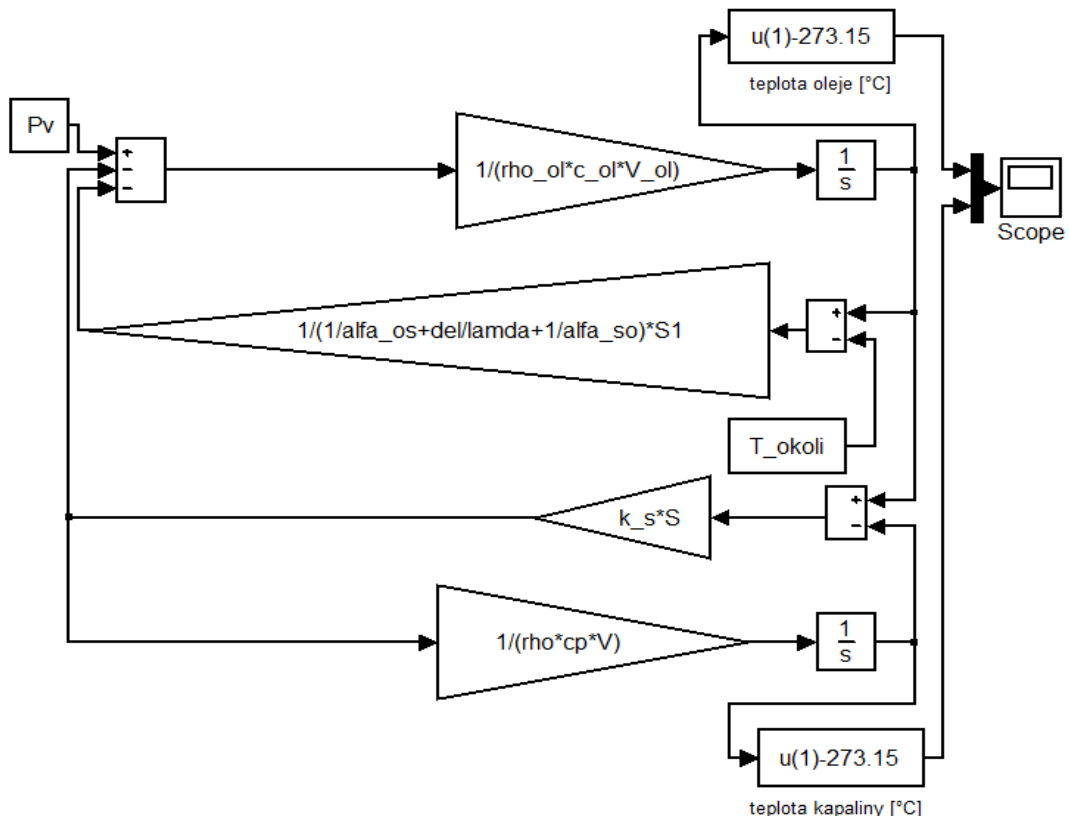 u(1)-273.15
teplota oleje [°C]
Pv
+
−
−
1/(rho_ol*c_ol*V_ol)
1
s
Scope
1/(1/alfa_os+del/lamda+1/alfa_so)*S1
+
−
T_okoli
k_s*S
+
−
1/(rho*cp*V)
1
s
u(1)-273.15
teplota kapaliny [°C]